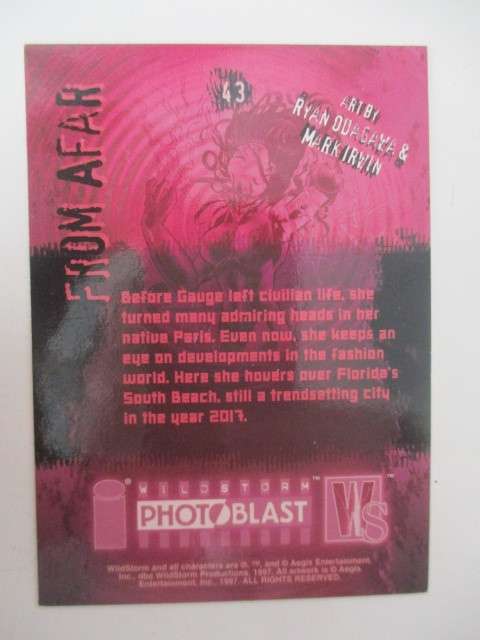 43
ART BY
RYAN ODAGAWA &
MARK IRWIN
FROM AFAR
Before Gauge left civilian life, she
turned many admiring heads in her
native Paris. Even now, she keeps an
eye on developments in the fashion
world. Here she hovers over Florida's
South Beach, still a trendsetting city
in the year 2017.
i ®
WILDSTORM™
PHOTOBLAST
WS™
WildStorm and all characters are ®, ™, and © Aegis Entertainment,
Inc., dba WildStorm Productions, 1997. All artwork is © Aegis
Entertainment, Inc., 1997. ALL RIGHTS RESERVED.